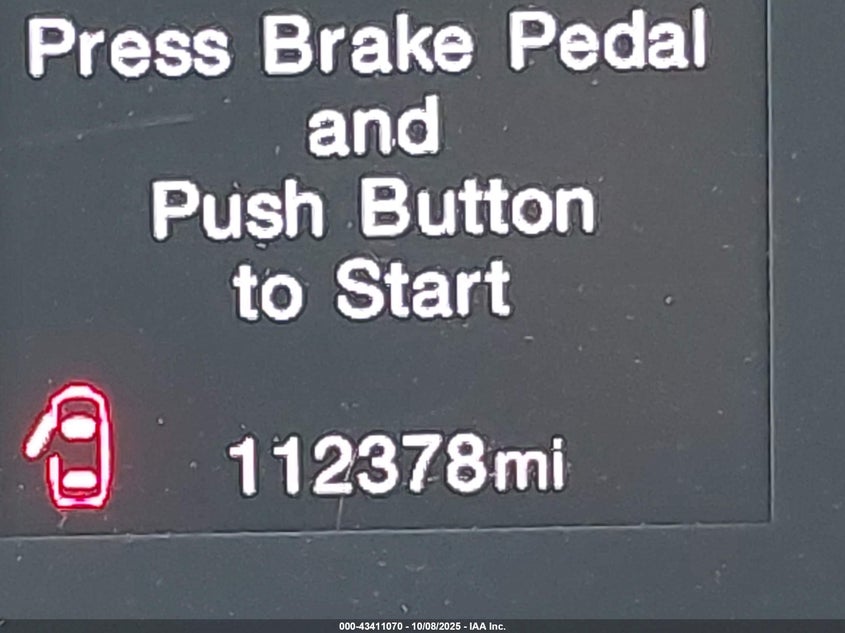 Press Brake Pedal
and
Push Button
to Start
112378mi
000-43411070 - 10/08/2025 - IAA Inc.